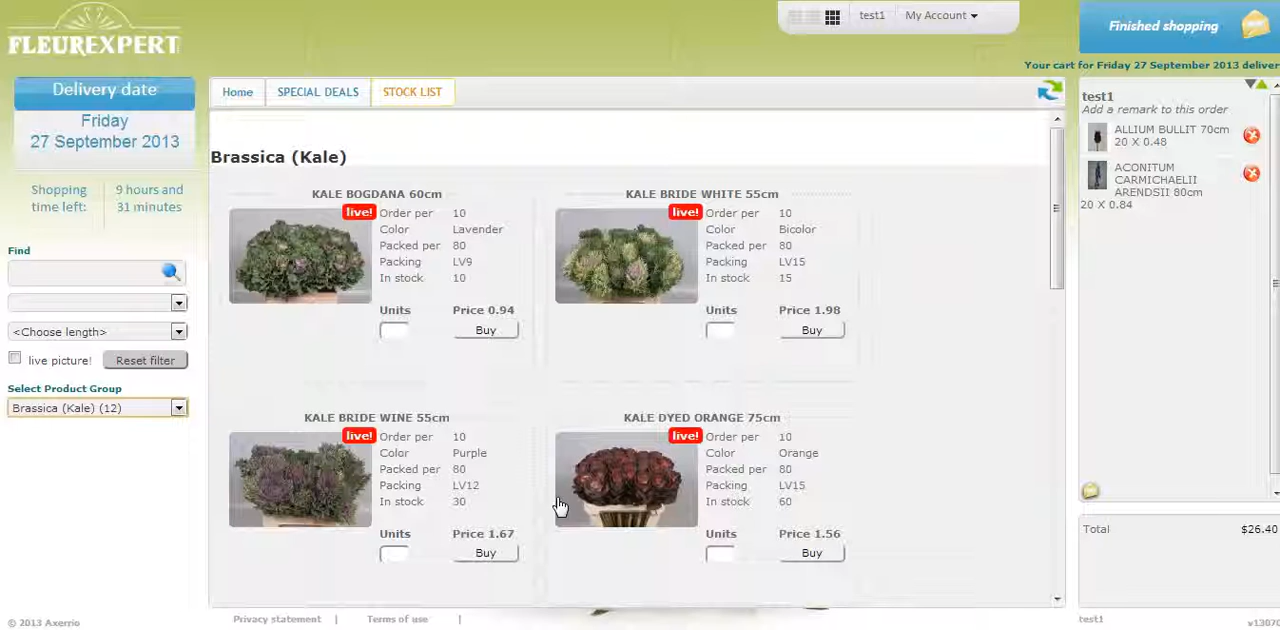 FLEUREXPERT
test1 My Account
Finished shopping
Your cart for Friday 27 September 2013 deliver
Delivery date
Friday
27 September 2013
Shopping time left:
9 hours and 31 minutes
Find
<Choose length>
live picture! Reset filter
Select Product Group
Brassica (Kale) (12)
Home SPECIAL DEALS STOCK LIST
Brassica (Kale)
KALE BOGDANA 60cm
live!
Order per 10
Color Lavender
Packed per 80
Packing LV9
In stock 10
Units Price 0.94
Buy
KALE BRIDE WHITE 55cm
live!
Order per 10
Color Bicolor
Packed per 80
Packing LV15
In stock 15
Units Price 1.98
Buy
KALE BRIDE WINE 55cm
live!
Order per 10
Color Purple
Packed per 80
Packing LV12
In stock 30
Units Price 1.67
Buy
KALE DYED ORANGE 75cm
live!
Order per 10
Color Orange
Packed per 80
Packing LV15
In stock 60
Units Price 1.56
Buy
test1
Add a remark to this order
ALLIUM BULLIT 70cm
20 X 0.48
ACONITUM
CARMICHAELII
ARENDSII 80cm
20 X 0.84
Total $26.40
© 2013 Axerrio Privacy statement | Terms of use | test1 v1307